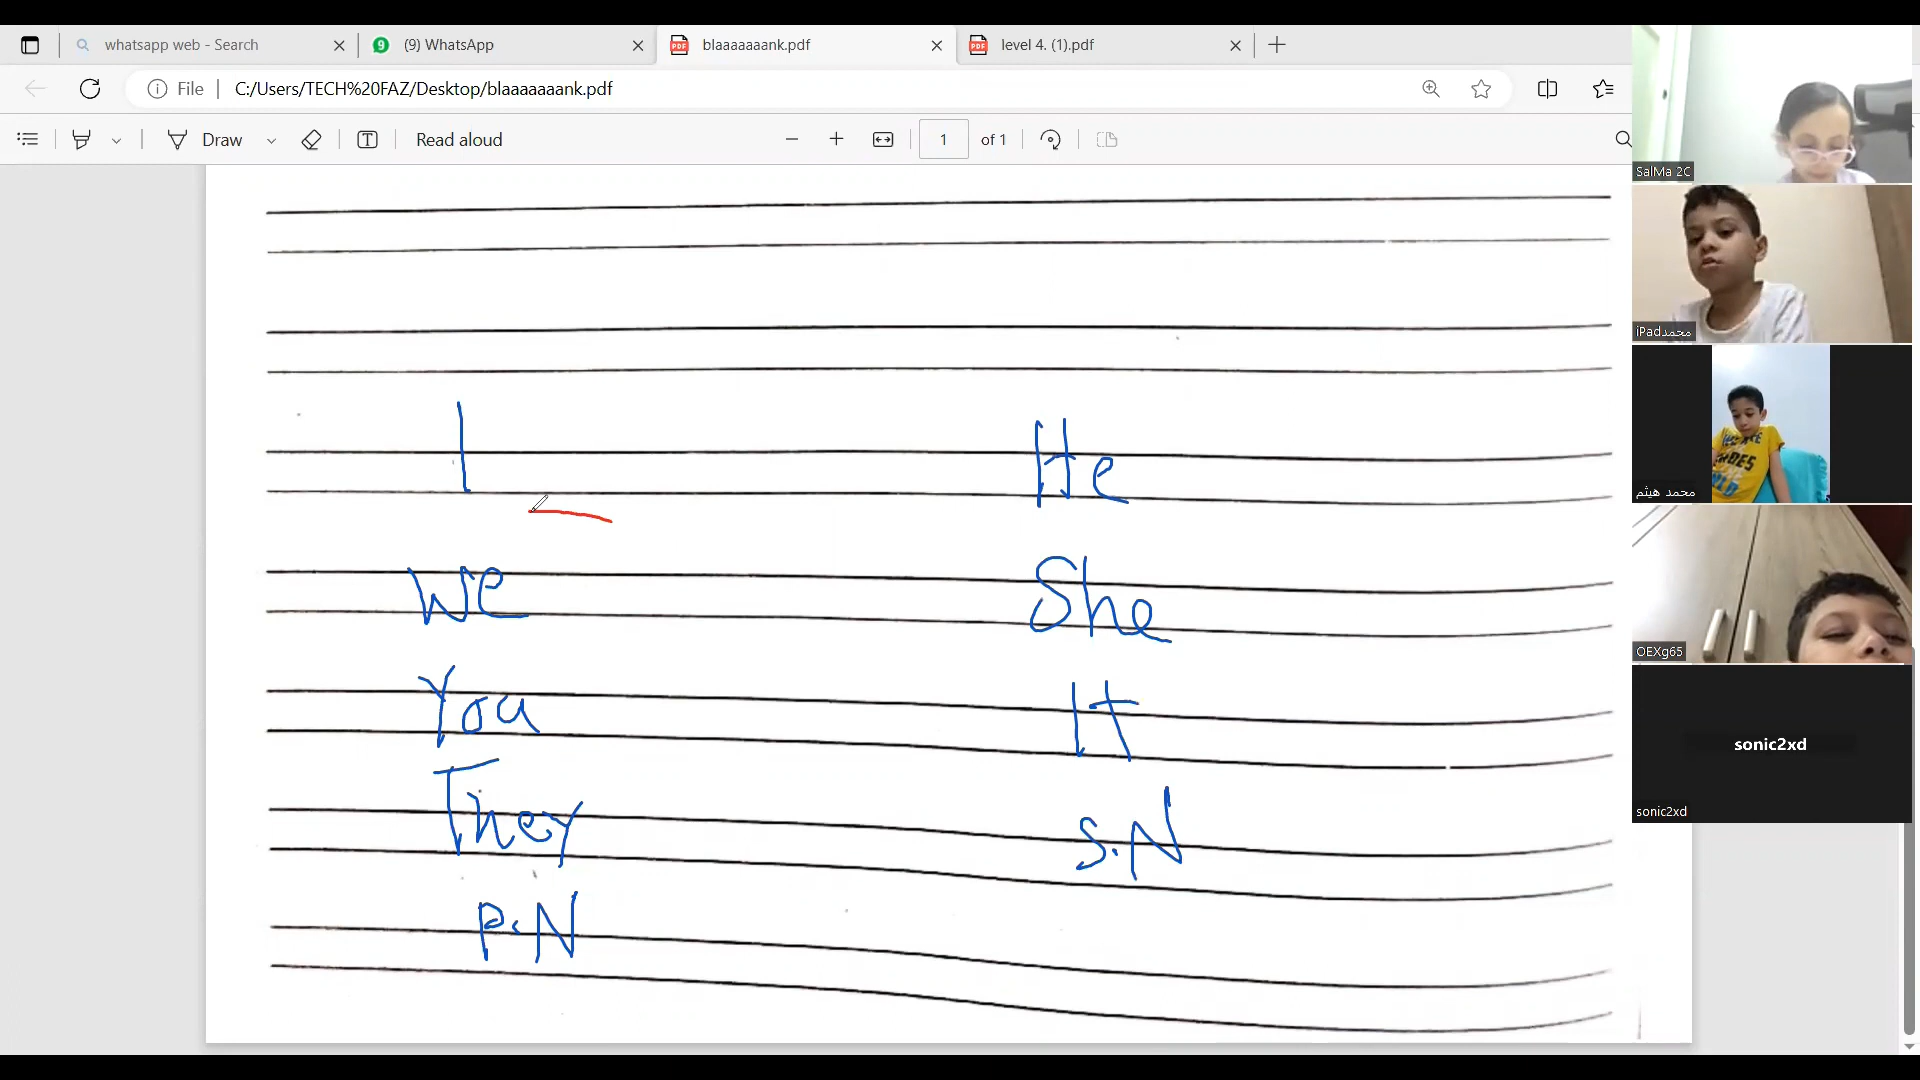 whatsapp web - Search
(9) WhatsApp
blaaaaaaank.pdf
level 4. (1).pdf
File
C:/Users/TECH%20FAZ/Desktop/blaaaaaaank.pdf
Draw
Read aloud
1 of 1
I
He
We
She
You
It
They
S.N
P.N
SalMa 2C
iPadمحمد
محمد هيثم
OEXg65
sonic2xd
sonic2xd